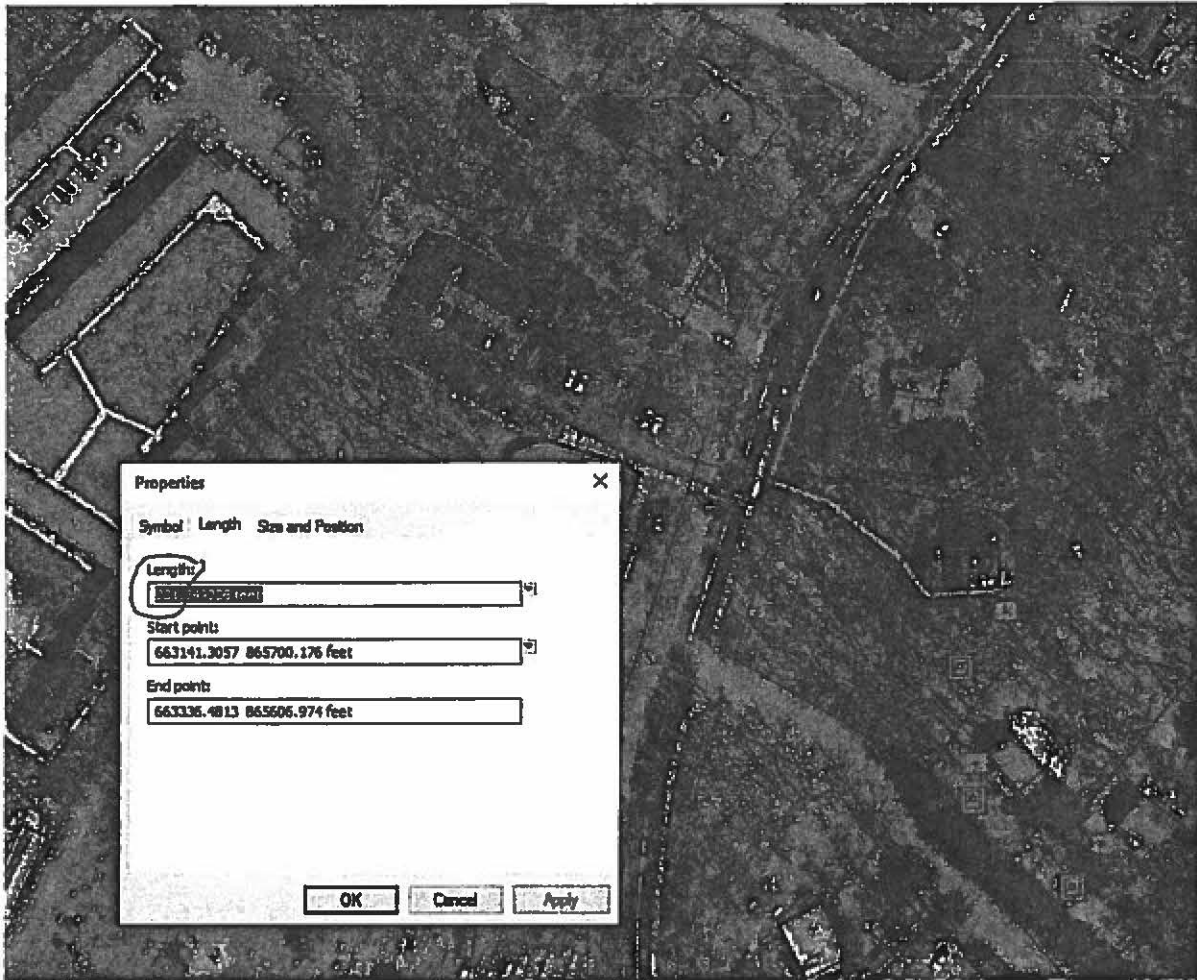 Properties
Symbol Length Size and Position
Length:
feet
Start point:
663141.3057 865700.176 feet
End point:
663336.4813 865606.974 feet
OK Cancel Apply